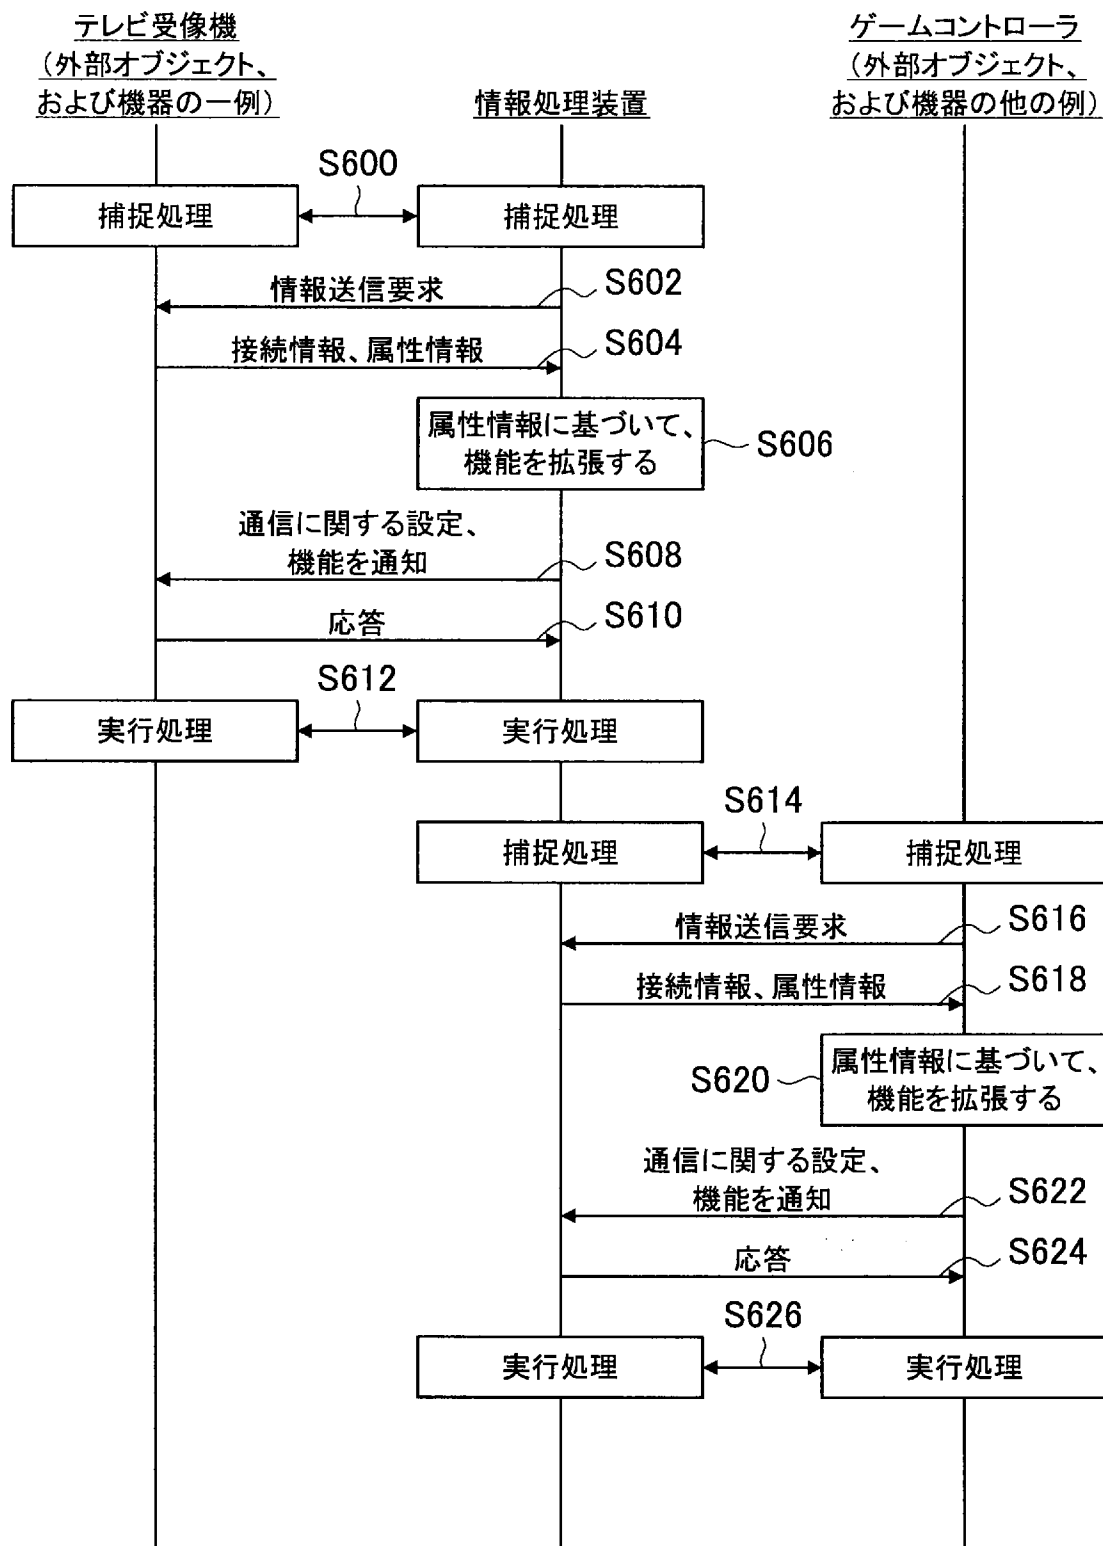 テレビ受像機
（外部オブジェクト、
および機器の一例）
情報処理装置
ゲームコントローラ
（外部オブジェクト、
および機器の他の例）
S600
捕捉処理
捕捉処理
情報送信要求
S602
接続情報、属性情報
S604
属性情報に基づいて、
機能を拡張する
S606
通信に関する設定、
機能を通知
S608
応答
S610
S612
実行処理
実行処理
S614
捕捉処理
捕捉処理
情報送信要求
S616
接続情報、属性情報
S618
S620
属性情報に基づいて、
機能を拡張する
通信に関する設定、
機能を通知
S622
応答
S624
S626
実行処理
実行処理